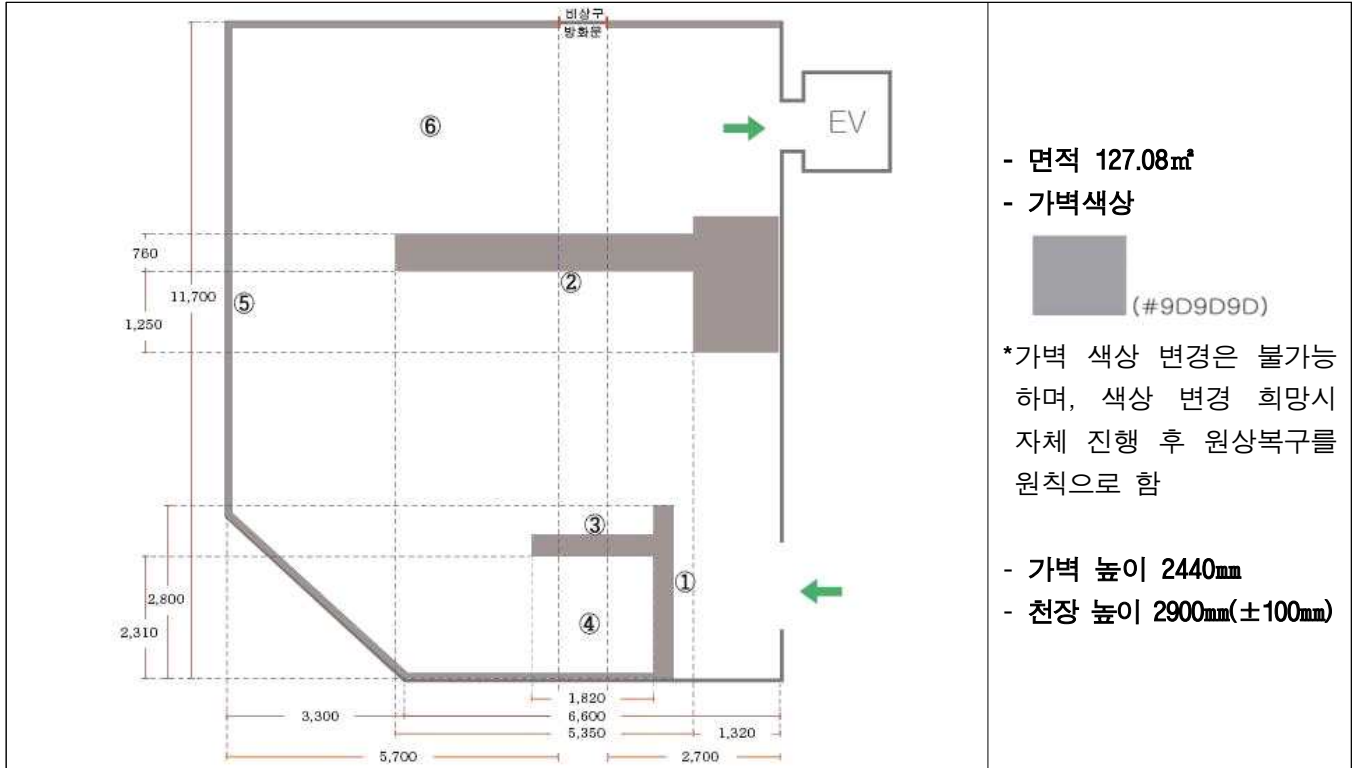 비상구
방화문
EV
⑥
760
②
11,700
⑤
1,250
③
①
2,800
2,310
④
1,820
3,300
6,600
5,350
1,320
5,700
2,700
- 면적 127.08㎡
- 가벽색상
(#9D9D9D)
*가벽 색상 변경은 불가능
하며, 색상 변경 희망시
자체 진행 후 원상복구를
원칙으로 함
- 가벽 높이 2440㎜
- 천장 높이 2900㎜(±100㎜)